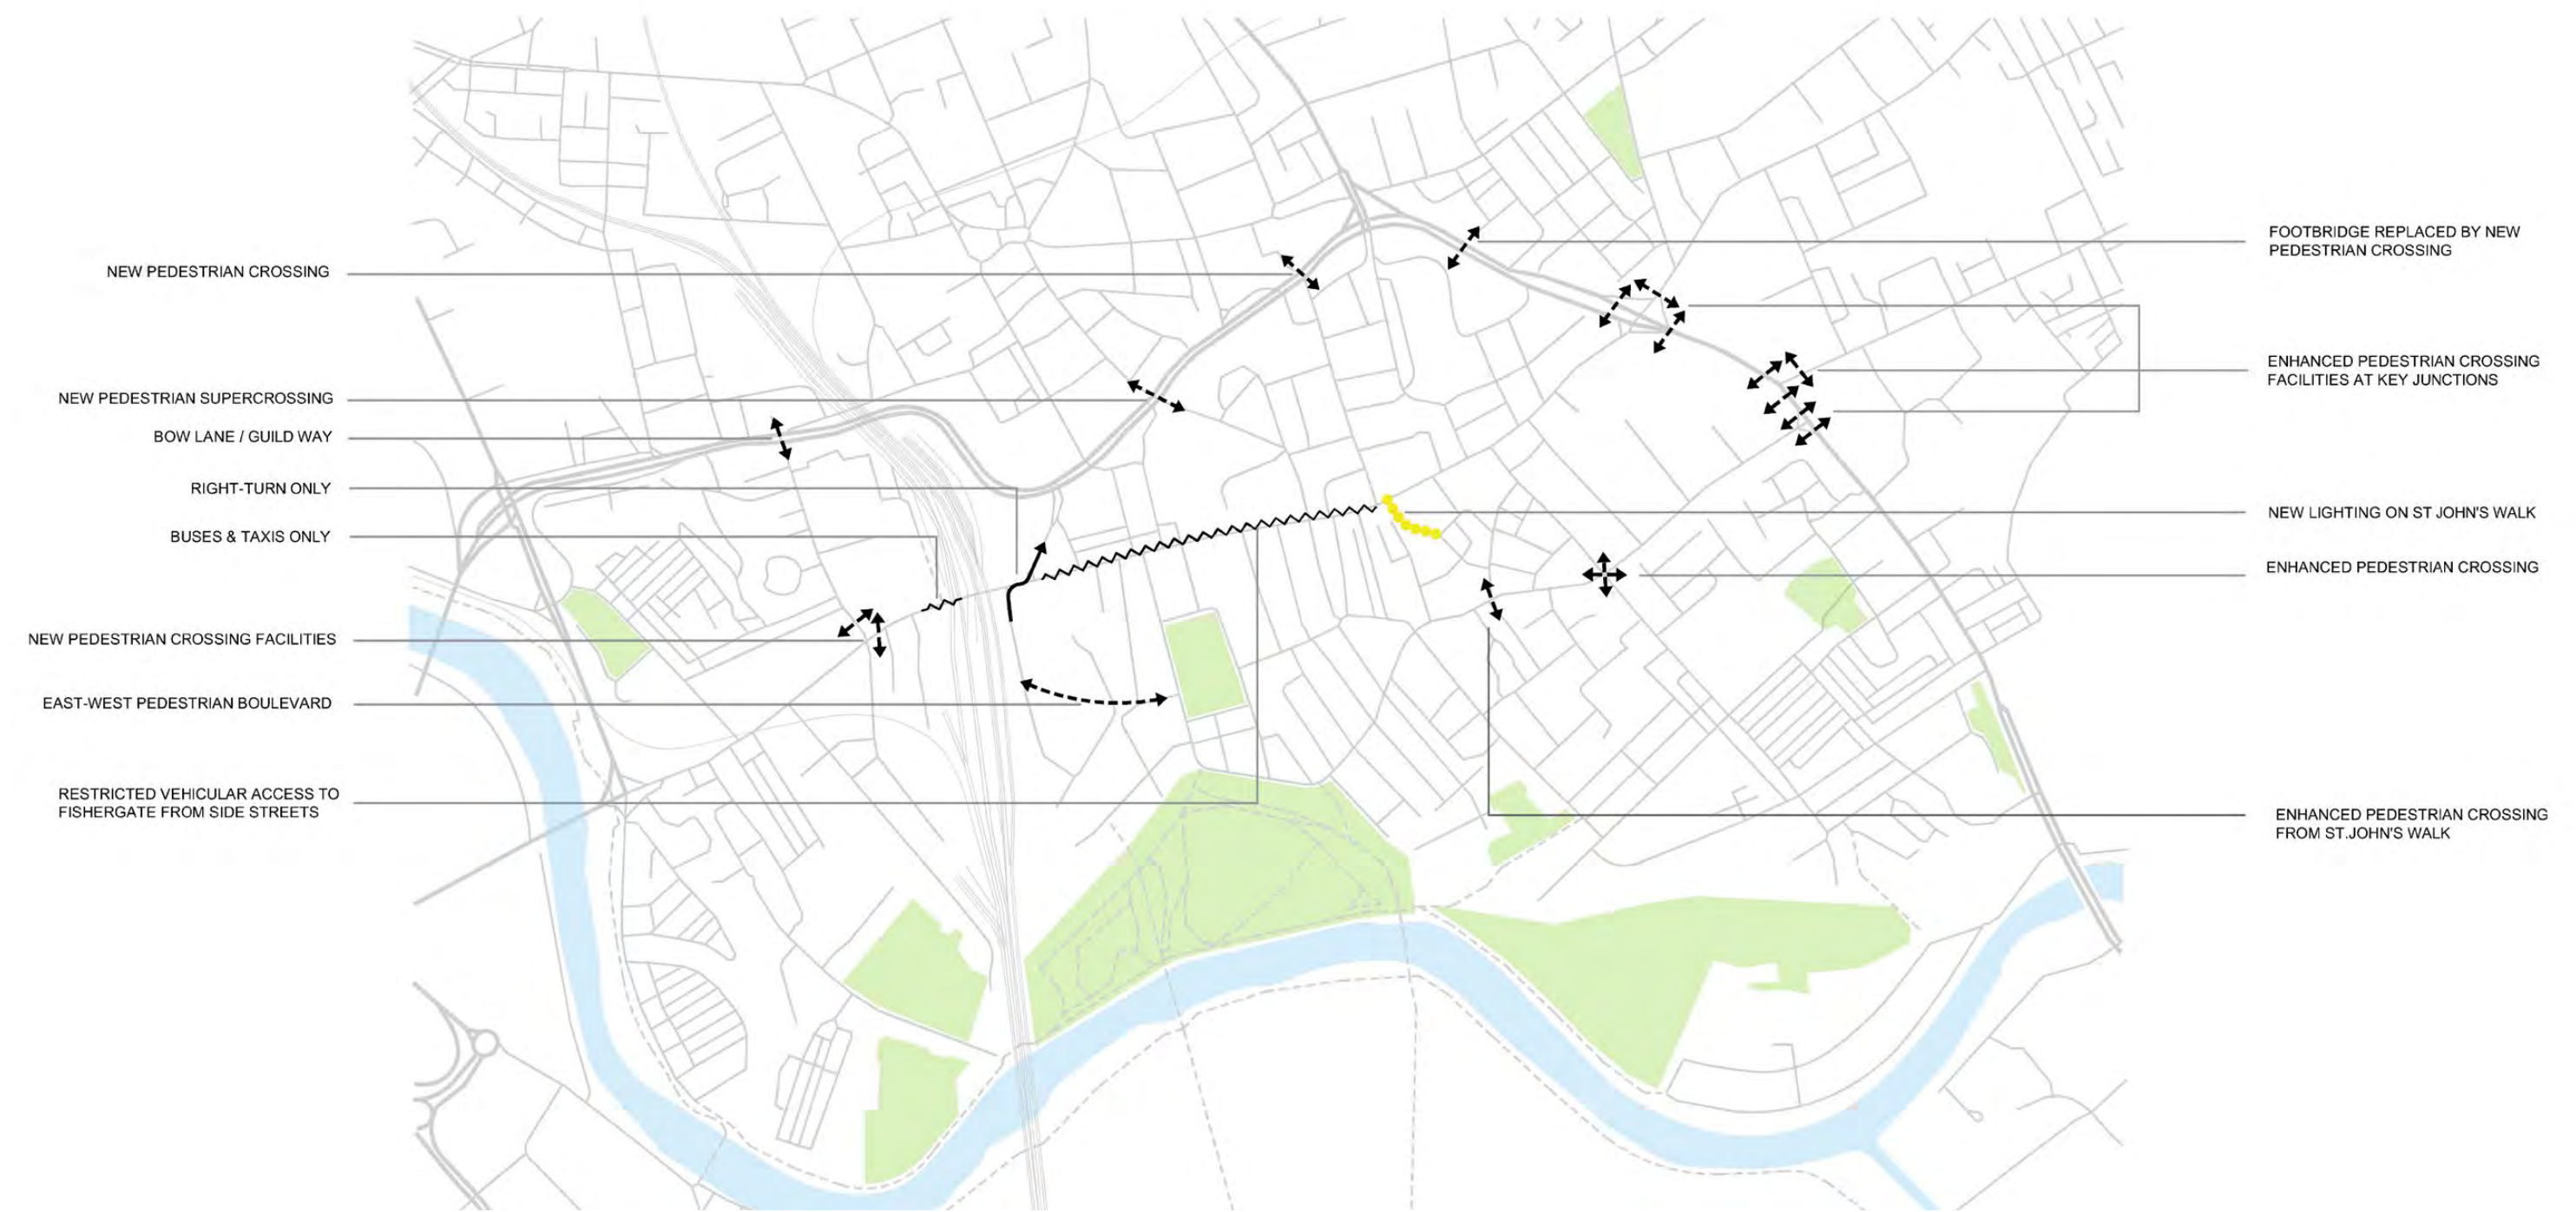 NEW PEDESTRIAN CROSSING
NEW PEDESTRIAN SUPERCROSSING
BOW LANE / GUILD WAY
RIGHT-TURN ONLY
BUSES & TAXIS ONLY
NEW PEDESTRIAN CROSSING FACILITIES
EAST-WEST PEDESTRIAN BOULEVARD
RESTRICTED VEHICULAR ACCESS TO
FISHERGATE FROM SIDE STREETS
FOOTBRIDGE REPLACED BY NEW
PEDESTRIAN CROSSING
ENHANCED PEDESTRIAN CROSSING
FACILITIES AT KEY JUNCTIONS
NEW LIGHTING ON ST JOHN'S WALK
ENHANCED PEDESTRIAN CROSSING
ENHANCED PEDESTRIAN CROSSING
FROM ST.JOHN'S WALK